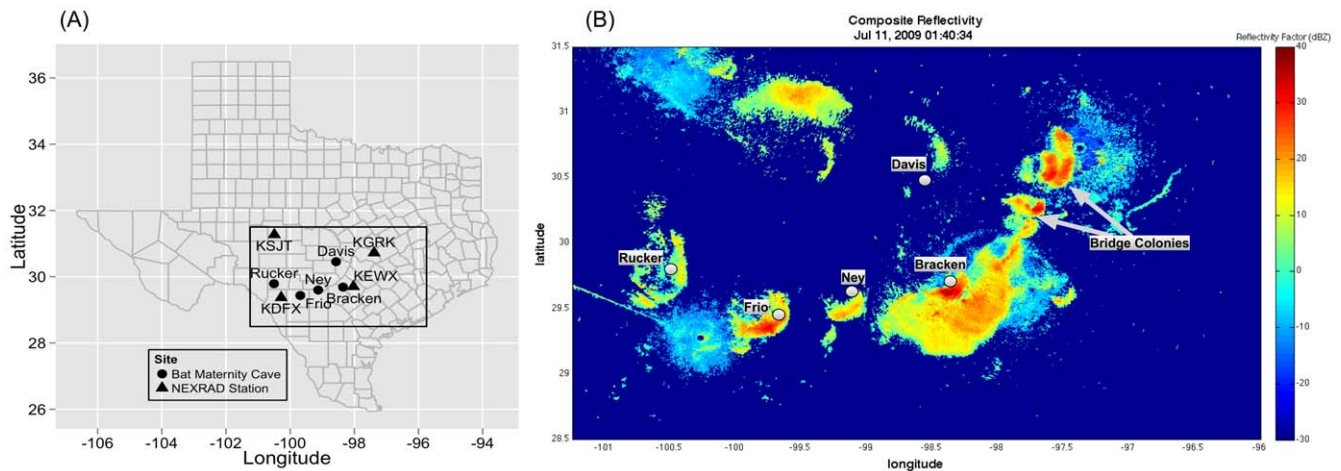 (A)
36
34
32
30
28
26
Latitude
-106
-104
-102
-100
-98
-96
-94
Longitude
KSJT
KGRK
Davis
Rucker
Ney
KEWX
KDFX
Frio
Bracken
Site
Bat Maternity Cave
NEXRAD Station
(B)
Composite Reflectivity
Jul 11, 2009 01:40:34
Reflectivity Factor (dBZ)
31.5
31
30.5
30
29.5
29
28.5
latitude
-101
-100.5
-100
-99.5
-99
-98.5
-98
-97.5
-97
-96.5
-96
longitude
Davis
Rucker
Ney
Bracken
Frio
Bridge Colonies
40
30
20
10
0
-10
-20
-30